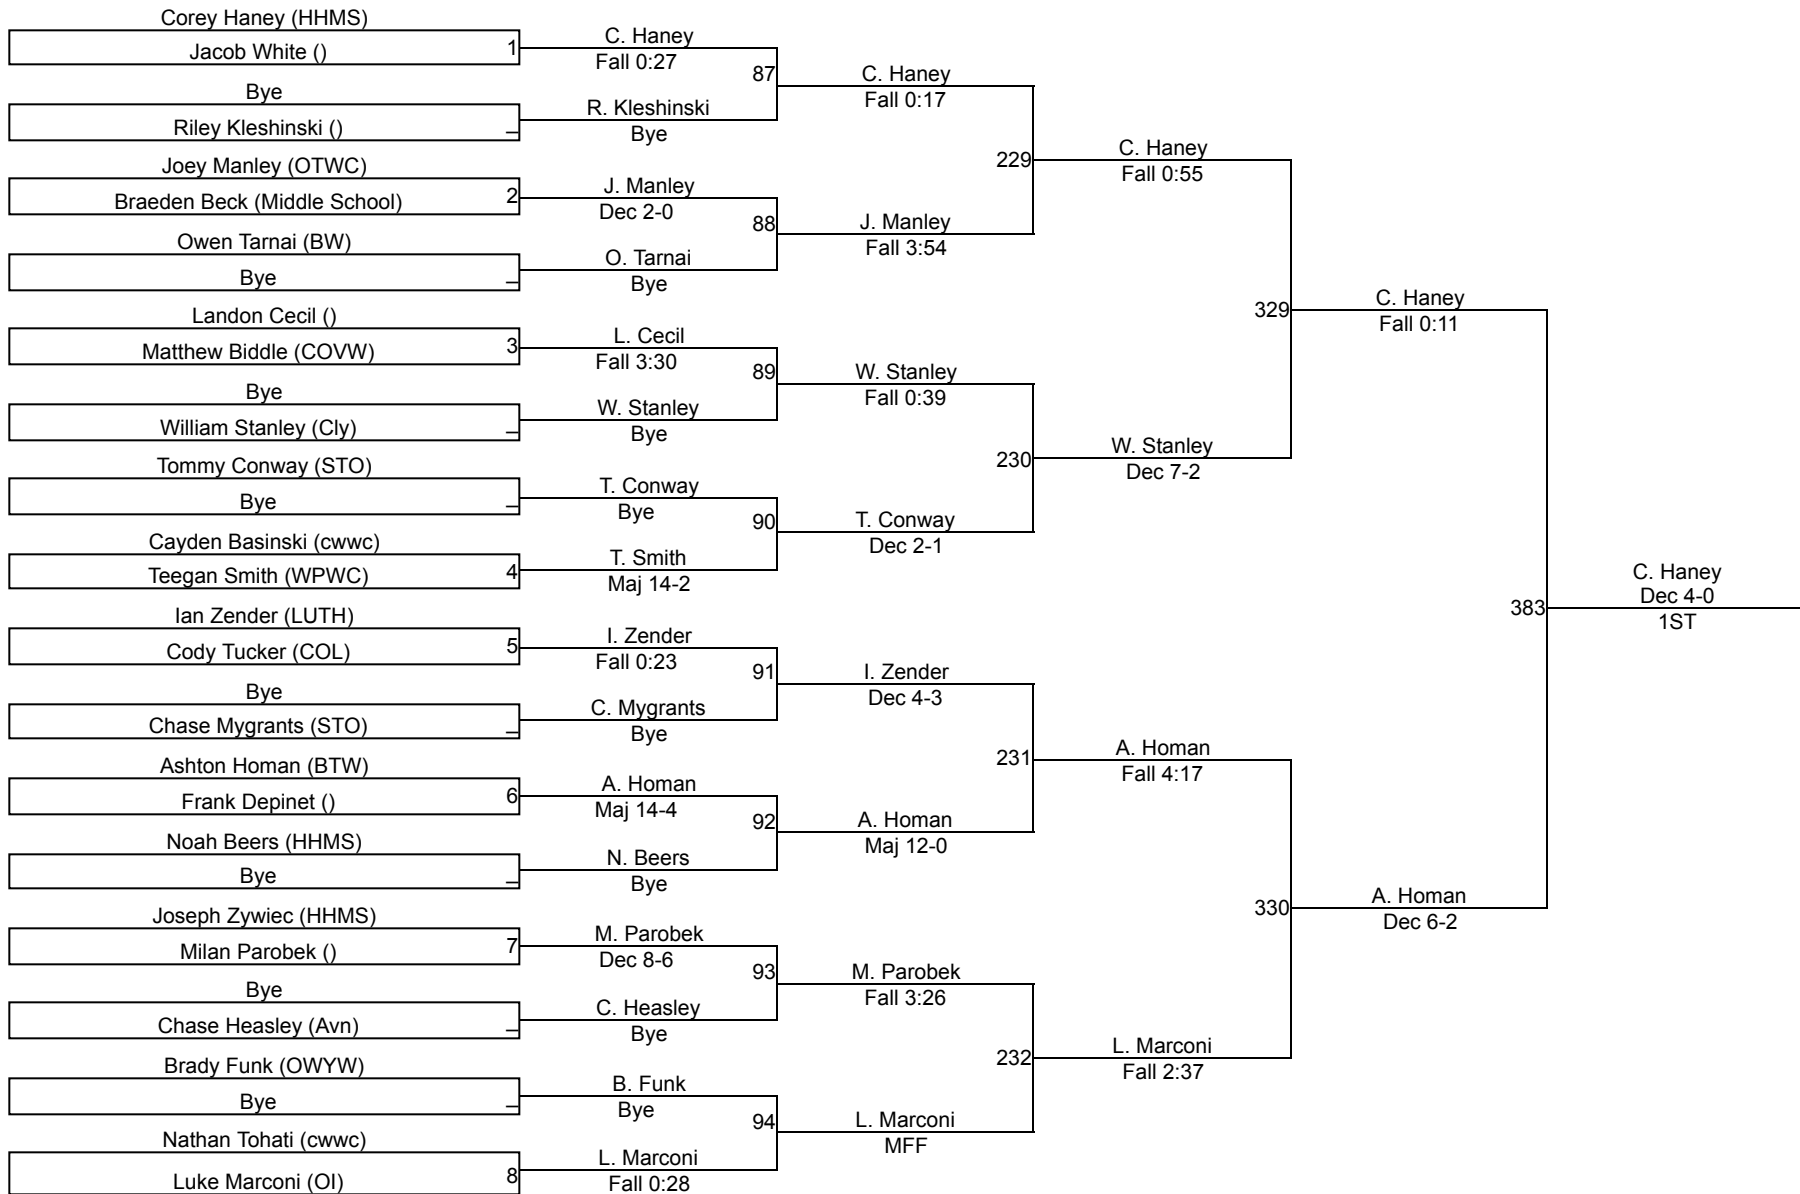 Corey Haney (HHMS)
Jacob White ()
1
Bye
Riley Kleshinski ()
_
Joey Manley (OTWC)
Braeden Beck (Middle School)
2
Owen Tarnai (BW)
Bye
_
Landon Cecil ()
Matthew Biddle (COVW)
3
Bye
William Stanley (Cly)
_
Tommy Conway (STO)
Bye
_
Cayden Basinski (cwwc)
Teegan Smith (WPWC)
4
Ian Zender (LUTH)
Cody Tucker (COL)
5
Bye
Chase Mygrants (STO)
_
Ashton Homan (BTW)
Frank Depinet ()
6
Noah Beers (HHMS)
Bye
_
Joseph Zywiec (HHMS)
Milan Parobek ()
7
Bye
Chase Heasley (Avn)
_
Brady Funk (OWYW)
Bye
_
Nathan Tohati (cwwc)
Luke Marconi (OI)
8
C. Haney
Fall 0:27
87
R. Kleshinski
Bye
J. Manley
Dec 2-0
88
O. Tarnai
Bye
L. Cecil
Fall 3:30
89
W. Stanley
Bye
T. Conway
Bye
90
T. Smith
Maj 14-2
I. Zender
Fall 0:23
91
C. Mygrants
Bye
A. Homan
Maj 14-4
92
N. Beers
Bye
M. Parobek
Dec 8-6
93
C. Heasley
Bye
B. Funk
Bye
94
L. Marconi
Fall 0:28
C. Haney
Fall 0:17
229
J. Manley
Fall 3:54
W. Stanley
Fall 0:39
230
T. Conway
Dec 2-1
I. Zender
Dec 4-3
231
A. Homan
Maj 12-0
M. Parobek
Fall 3:26
232
L. Marconi
MFF
C. Haney
Fall 0:55
329
W. Stanley
Dec 7-2
A. Homan
Fall 4:17
330
L. Marconi
Fall 2:37
C. Haney
Fall 0:11
383
A. Homan
Dec 6-2
C. Haney
Dec 4-0
1ST